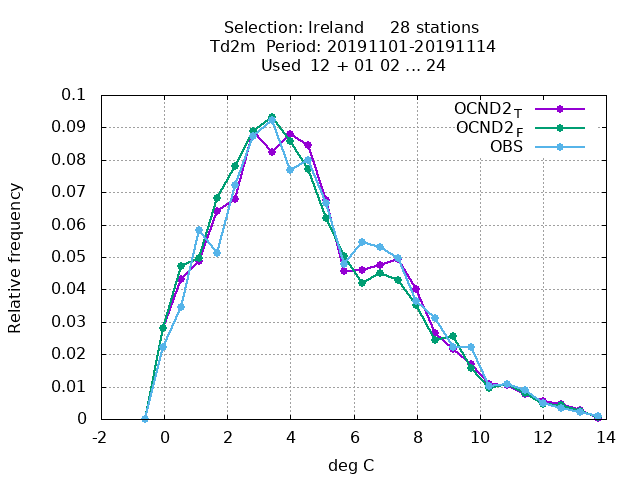 Selection: Ireland 28 stations
Td2m Period: 20191101-20191114
Used 12 + 01 02 ... 24
OCND2_T
OCND2_F
OBS
Relative frequency
0.1
0.09
0.08
0.07
0.06
0.05
0.04
0.03
0.02
0.01
0
-2 0 2 4 6 8 10 12 14
deg C